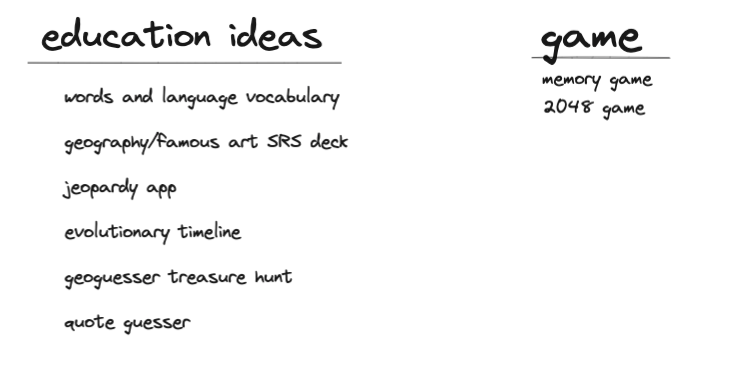 education ideas
words and language vocabulary
geography/famous art SRS deck
jeopardy app
evolutionary timeline
geoguesser treasure hunt
quote guesser
game
memory game
2048 game